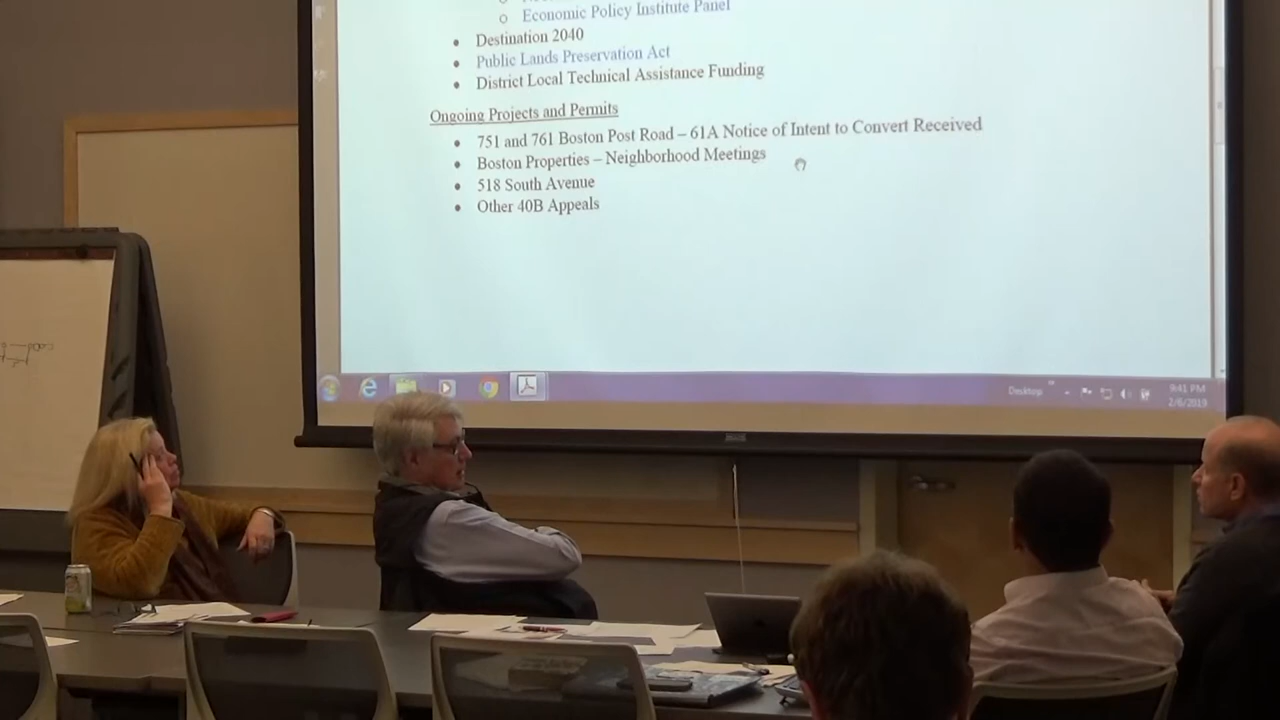 Economic Policy Institute Panel
Destination 2040
Public Lands Preservation Act
District Local Technical Assistance Funding
Ongoing Projects and Permits
751 and 761 Boston Post Road – 61A Notice of Intent to Convert Received
Boston Properties – Neighborhood Meetings
518 South Avenue
Other 40B Appeals
Desktop
9:41 PM
2/6/2019